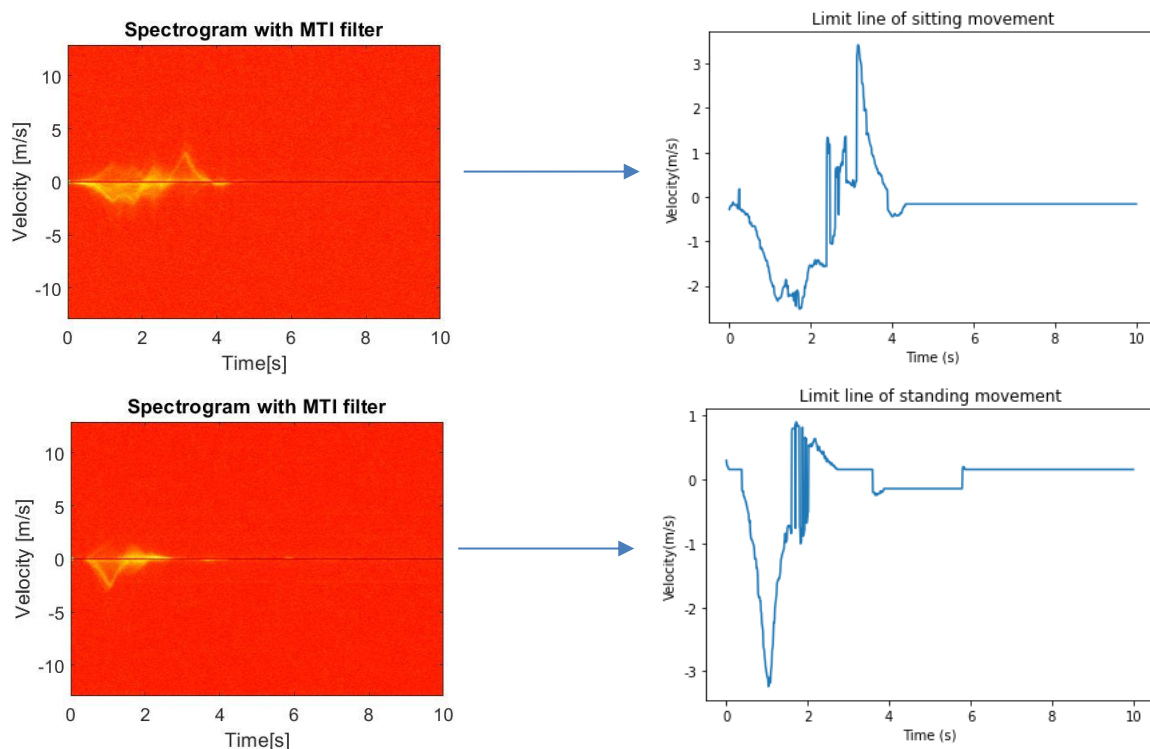 Spectrogram with MTI filter
10
5
0
-5
-10
Velocity [m/s]
0 2 4 6 8 10
Time[s]
Limit line of sitting movement
3
2
1
0
-1
-2
Velocity(m/s)
0 2 4 6 8 10
Time (s)
Spectrogram with MTI filter
10
5
0
-5
-10
Velocity [m/s]
0 2 4 6 8 10
Time[s]
Limit line of standing movement
1
0
-1
-2
-3
Velocity(m/s)
0 2 4 6 8 10
Time (s)